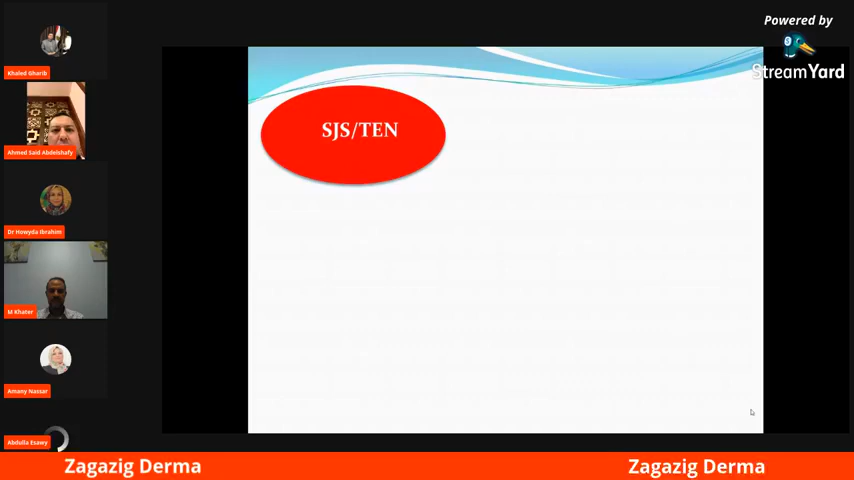 Powered by
StreamYard
Khaled Gharib
Ahmed Said Abdelshafy
Dr Howyda Ibrahim
M Khater
Amany Nassar
Abdulla Esawy
SJS/TEN
Zagazig Derma
Zagazig Derma